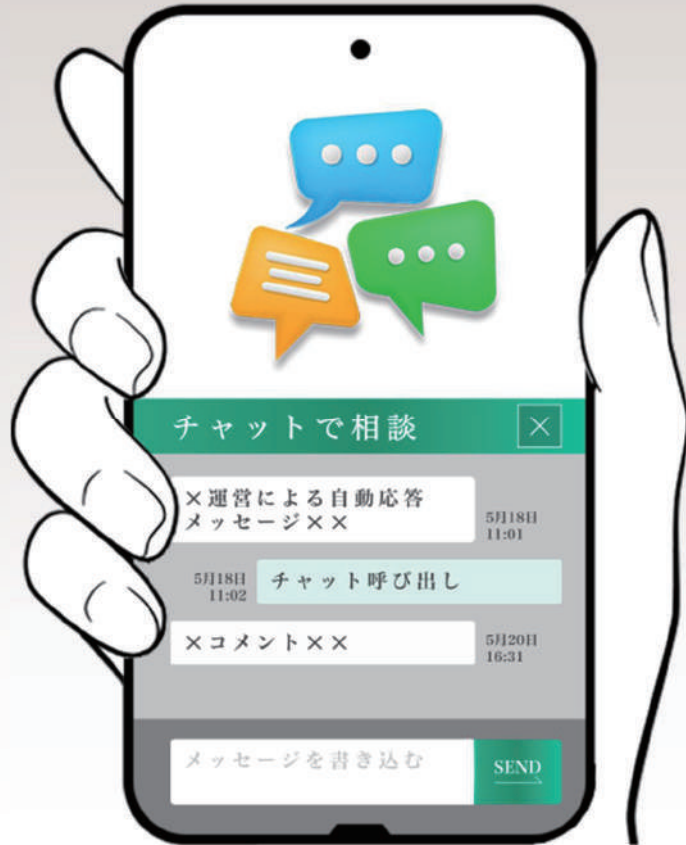 チャットで相談
×運営による自動応答
メッセージ××
5月18日
11:01
5月18日
11:02
チャット呼び出し
×コメント××
5月20日
16:31
メッセージを書き込む
SEND